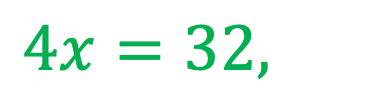 4x = 32,